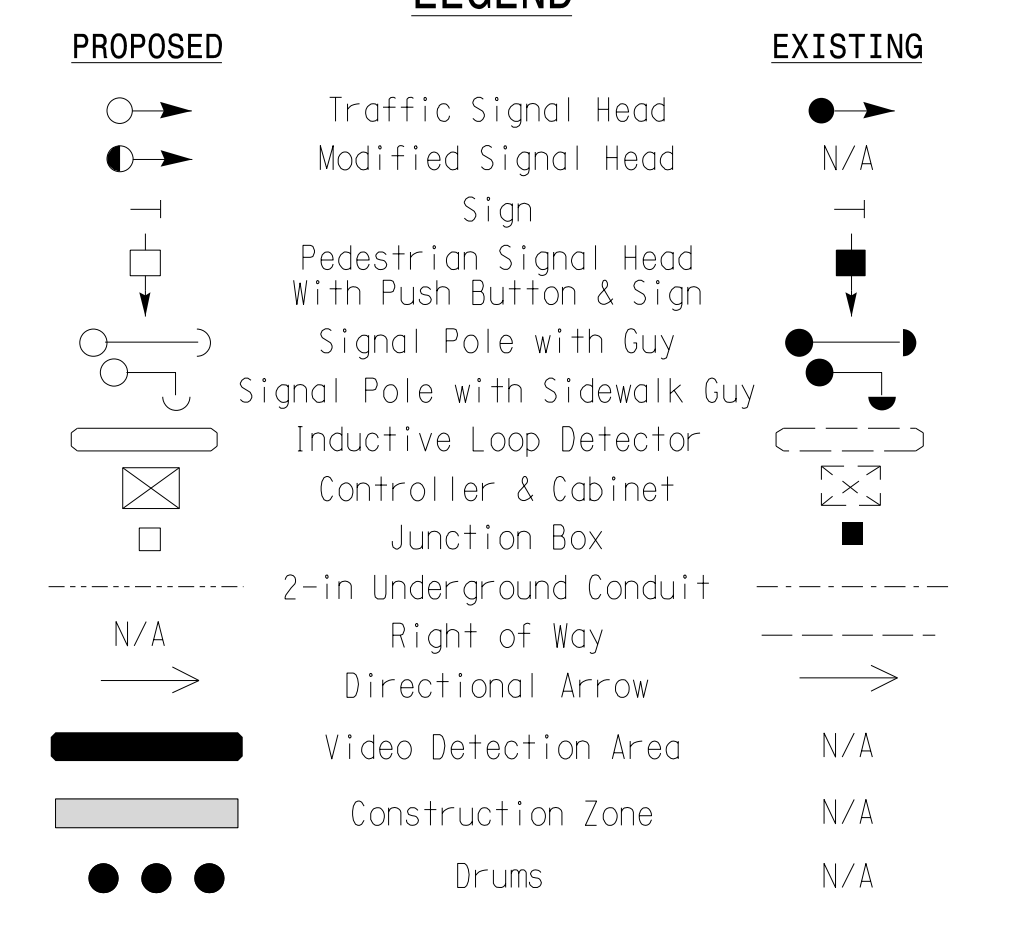 LEGEND
PROPOSED EXISTING
Traffic Signal Head
Modified Signal Head N/A
Sign
Pedestrian Signal Head
With Push Button & Sign
Signal Pole with Guy
Signal Pole with Sidewalk Guy
Inductive Loop Detector
Controller & Cabinet
Junction Box
2-in Underground Conduit
N/A Right of Way
Directional Arrow
Video Detection Area N/A
Construction Zone N/A
Drums N/A